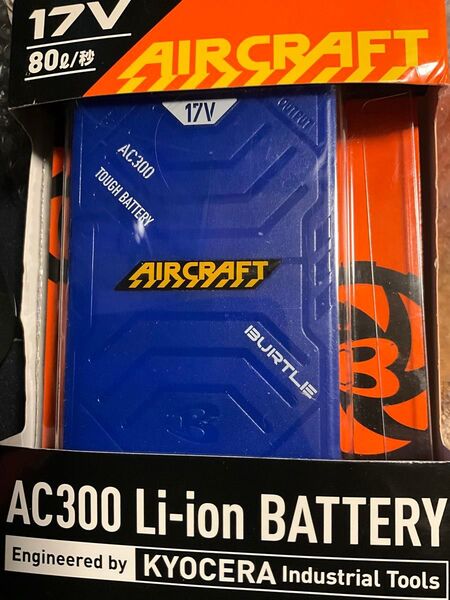 17V
80ℓ/秒
AIRCRAFT
17V
OUTPUT
AC300
TOUGH BATTERY
AIRCRAFT
BURTLE
AC300 Li-ion BATTERY
Engineered by KYOCERA Industrial Tools